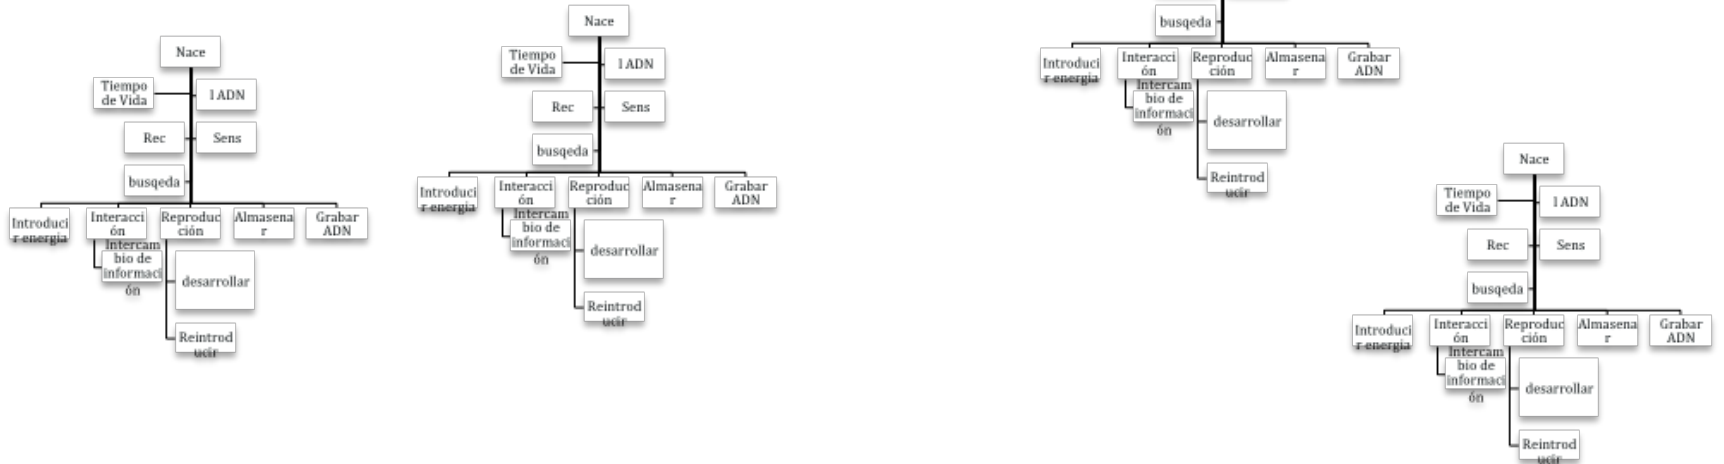 Nace
Tiempo
de Vida
I ADN
Rec
Sens
busqeda
Introduci
r energia
Interacci
ón
Reproduc
ción
Almasena
r
Grabar
ADN
Intercam
bio de
informaci
ón
desarrollar
Reintrod
ucir
Nace
Tiempo
de Vida
I ADN
Rec
Sens
busqeda
Introduci
r energia
Interacci
ón
Reproduc
ción
Almasena
r
Grabar
ADN
Intercam
bio de
informaci
ón
desarrollar
Reintrod
ucir
busqeda
Introduci
r energia
Interacci
ón
Reproduc
ción
Almasena
r
Grabar
ADN
Intercam
bio de
informaci
ón
desarrollar
Reintrod
ucir
Nace
Tiempo
de Vida
I ADN
Rec
Sens
busqeda
Introduci
r energia
Interacci
ón
Reproduc
ción
Almasena
r
Grabar
ADN
Intercam
bio de
informaci
ón
desarrollar
Reintrod
ucir